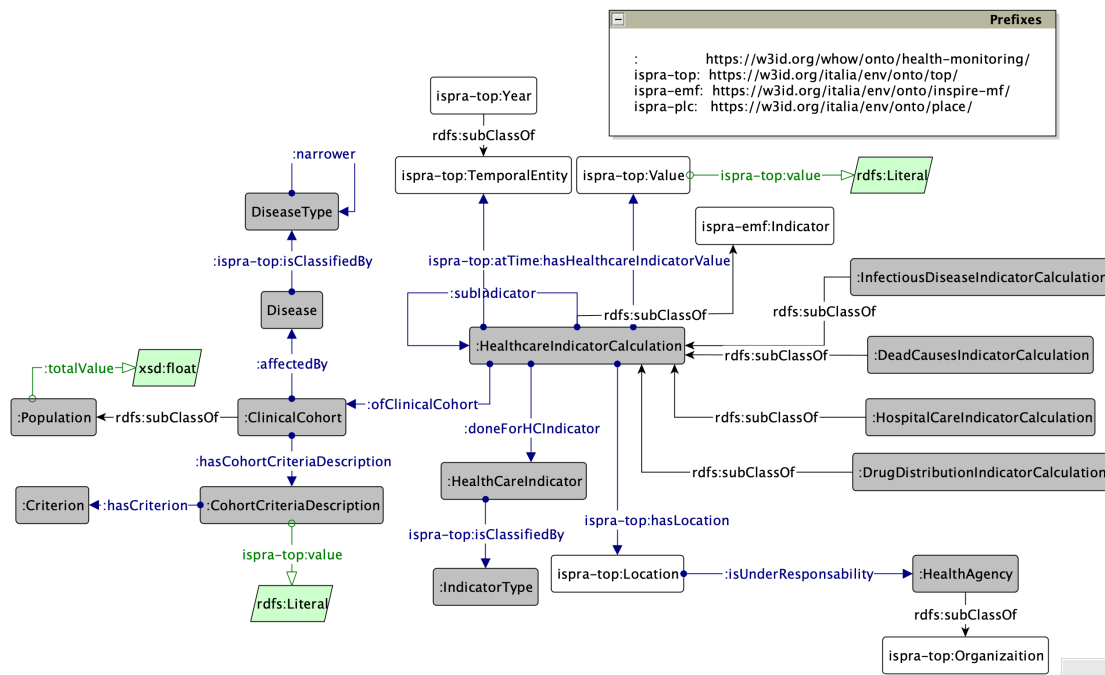 Prefixes
: https://w3id.org/whow/onto/health-monitoring/
ispra-top: https://w3id.org/italia/env/onto/top/
ispra-emf: https://w3id.org/italia/env/onto/inspire-mf/
ispra-plc: https://w3id.org/italia/env/onto/place/
ispra-top:Year
rdfs:subClassOf
:narrower
ispra-top:TemporalEntity
ispra-top:Value
ispra-top:value
rdfs:Literal
DiseaseType
ispra-emf:Indicator
:ispra-top:isClassifiedBy
ispra-top:atTime
:hasHealthcareIndicatorValue
:InfectiousDiseaseIndicatorCalculation
:subIndicator
Disease
rdfs:subClassOf
rdfs:subClassOf
:HealthcareIndicatorCalculation
rdfs:subClassOf
:DeadCausesIndicatorCalculation
:totalValue
xsd:float
:affectedBy
:Population
rdfs:subClassOf
:ClinicalCohort
:ofClinicalCohort
rdfs:subClassOf
:HospitalCareIndicatorCalculation
:doneForHCIndicator
:hasCohortCriteriaDescription
rdfs:subClassOf
:DrugDistributionIndicatorCalculation
:HealthCareIndicator
:Criterion
:hasCriterion
:CohortCriteriaDescription
ispra-top:hasLocation
ispra-top:isClassifiedBy
ispra-top:value
ispra-top:Location
:isUnderResponsability
:HealthAgency
:IndicatorType
rdfs:Literal
rdfs:subClassOf
ispra-top:Organizaition